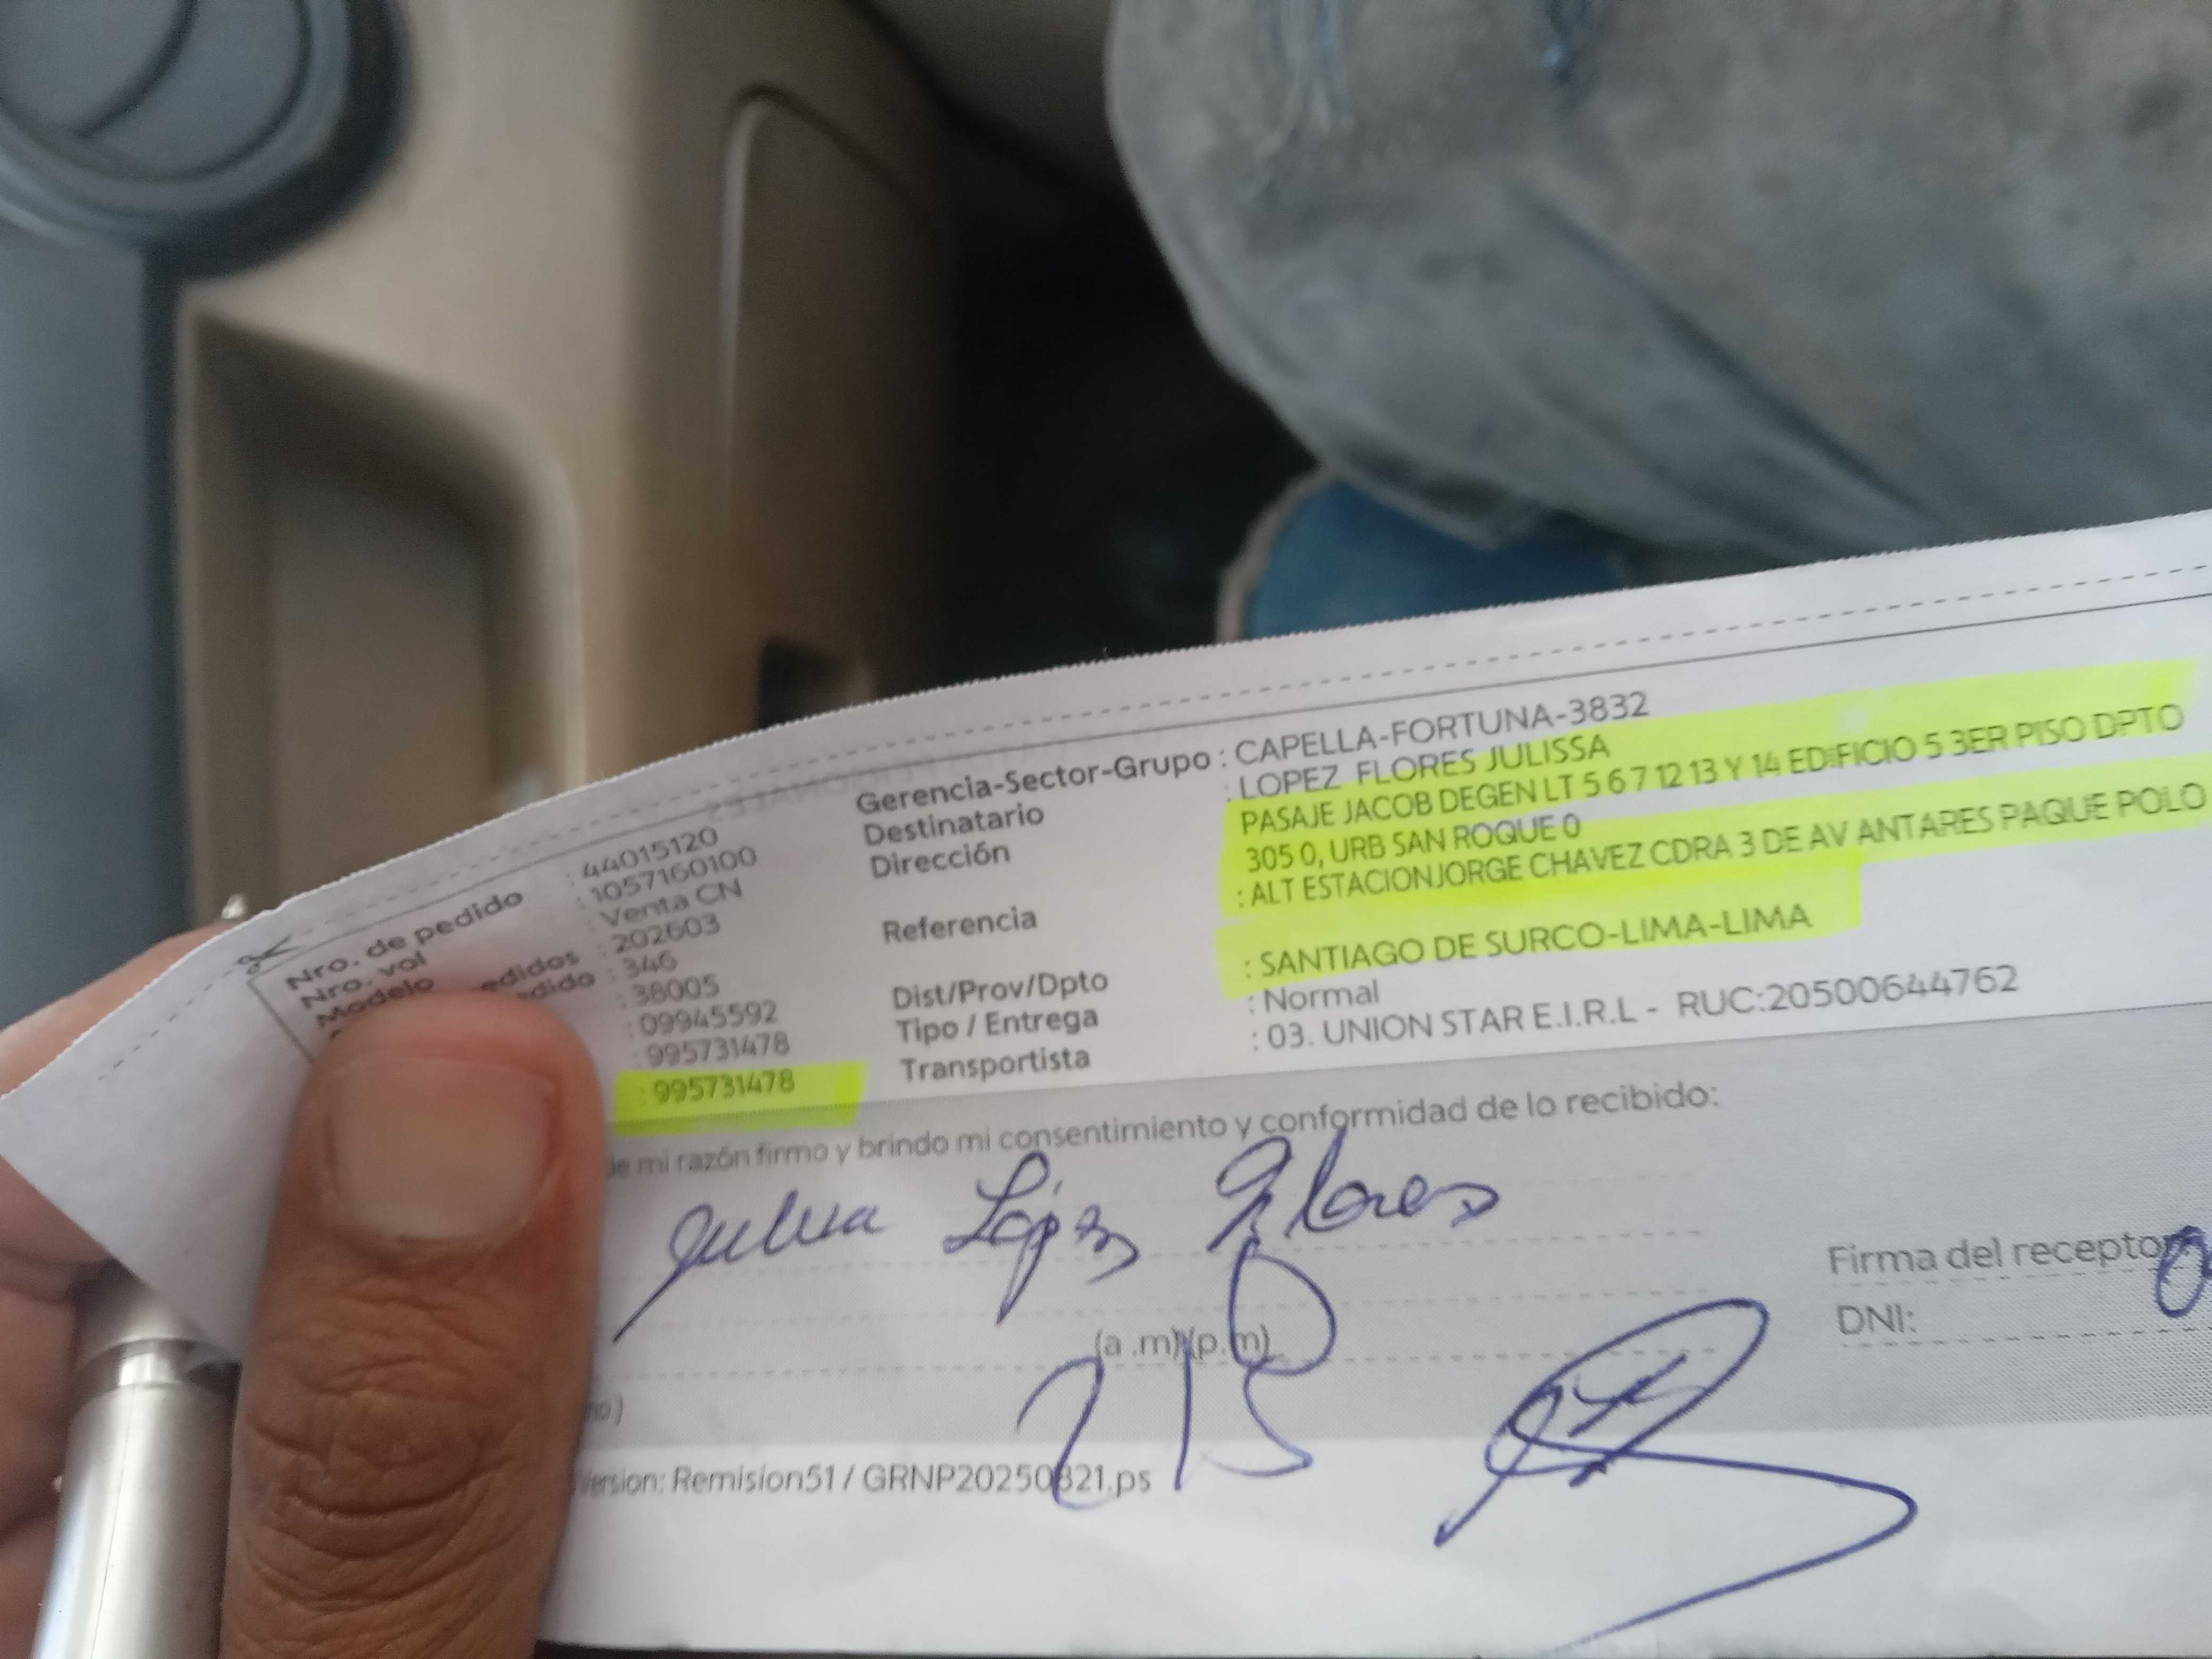 Nro. de pedido : 44015120
Nro. vol : 1057160100
Modelo : Venta CN
edidos : 202603
dido : 346
: 38005
: 09945592
: 995731478
: 995731478
Gerencia-Sector-Grupo : CAPELLA-FORTUNA-3832
Destinatario : LOPEZ FLORES JULISSA
Dirección PASAJE JACOB DEGEN LT 5 6 7 12 13 Y 14 EDIFICIO 5 3ER PISO DPTO
305 0, URB SAN ROQUE 0
Referencia : ALT ESTACIONJORGE CHAVEZ CDRA 3 DE AV ANTARES PAQUE POLO
Dist/Prov/Dpto : SANTIAGO DE SURCO-LIMA-LIMA
Tipo / Entrega : Normal
Transportista : 03. UNION STAR E.I.R.L - RUC:20500644762
de mi razón firmo y brindo mi consentimiento y conformidad de lo recibido:
López Flores
Firma del receptor
(a .m)(p.m)
DNI:
215
Version: Remision51 / GRNP20250821.ps